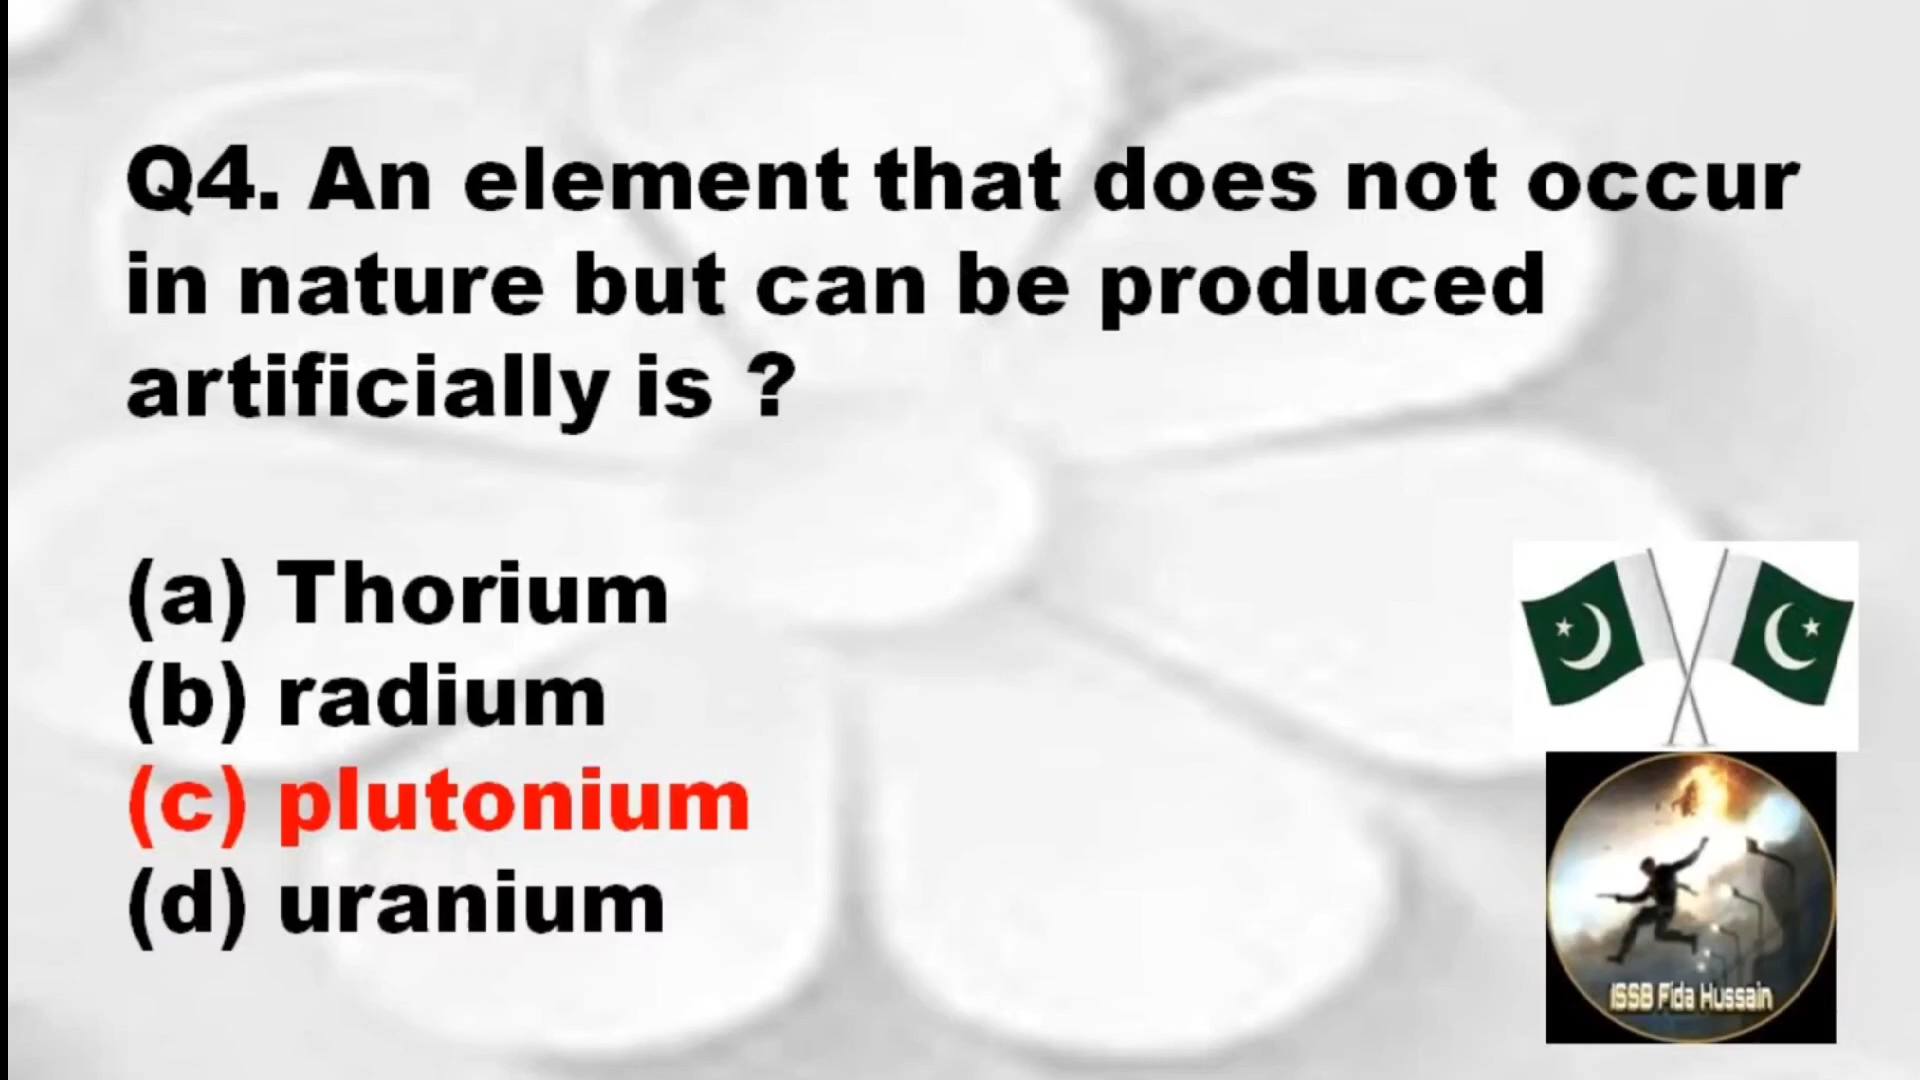 Q4. An element that does not occur
in nature but can be produced
artificially is ?
(a) Thorium
(b) radium
(c) plutonium
(d) uranium
ISSB Fida Hussain